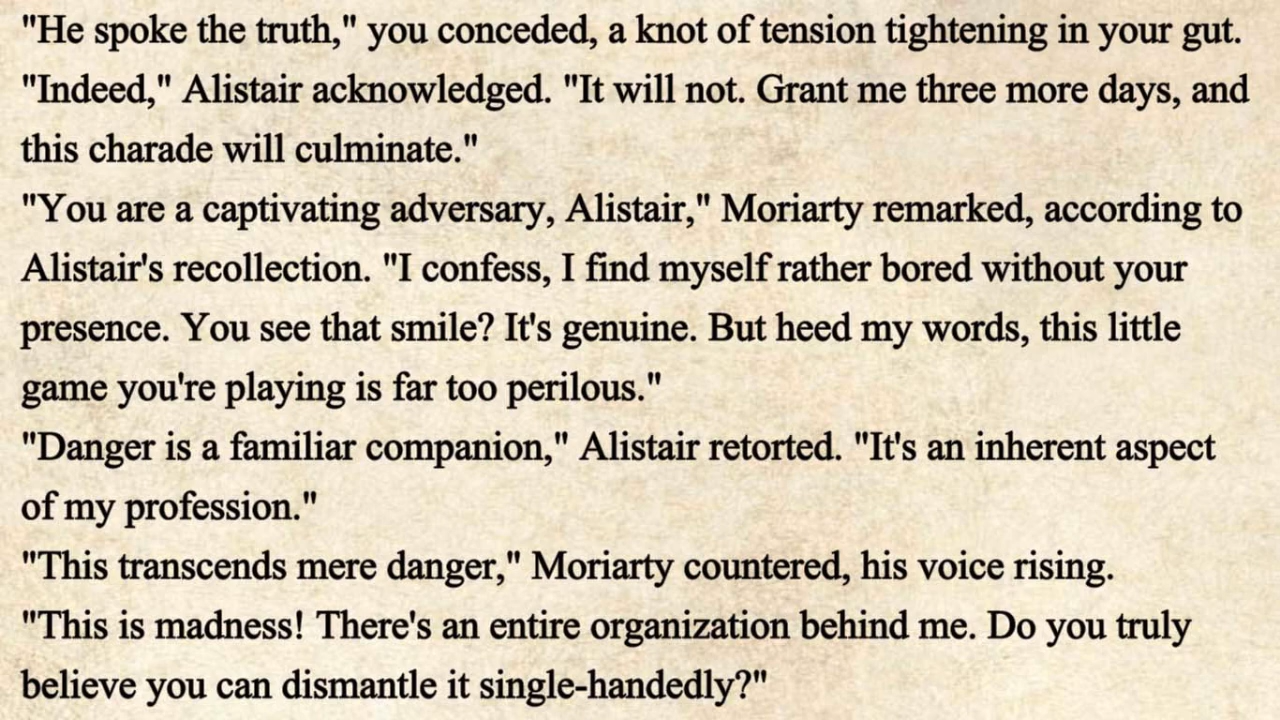 "He spoke the truth," you conceded, a knot of tension tightening in your gut.
"Indeed," Alistair acknowledged. "It will not. Grant me three more days, and
this charade will culminate."
"You are a captivating adversary, Alistair," Moriarty remarked, according to
Alistair's recollection. "I confess, I find myself rather bored without your
presence. You see that smile? It's genuine. But heed my words, this little
game you're playing is far too perilous."
"Danger is a familiar companion," Alistair retorted. "It's an inherent aspect
of my profession."
"This transcends mere danger," Moriarty countered, his voice rising.
"This is madness! There's an entire organization behind me. Do you truly
believe you can dismantle it single-handedly?"